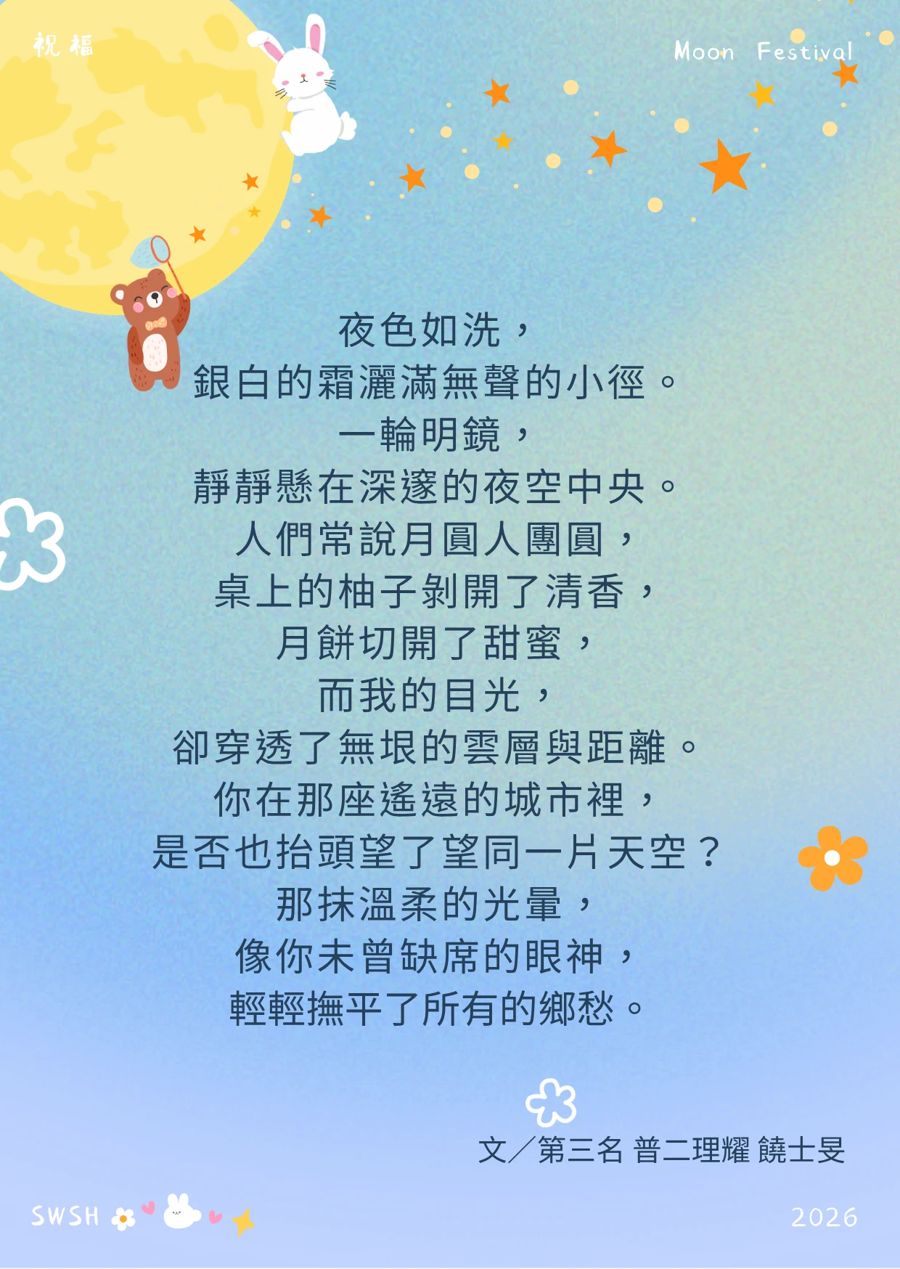 祝福
Moon Festival
夜色如洗，
銀白的霜灑滿無聲的小徑。
一輪明鏡，
靜靜懸在深邃的夜空中央。
人們常說月圓人團圓，
桌上的柚子剝開了清香，
月餅切開了甜蜜，
而我的目光，
卻穿透了無垠的雲層與距離。
你在那座遙遠的城市裡，
是否也抬頭望了望同一片天空？
那抹溫柔的光暈，
像你未曾缺席的眼神，
輕輕撫平了所有的鄉愁。
文／第三名 普二理耀 饒士旻
SWSH
2026